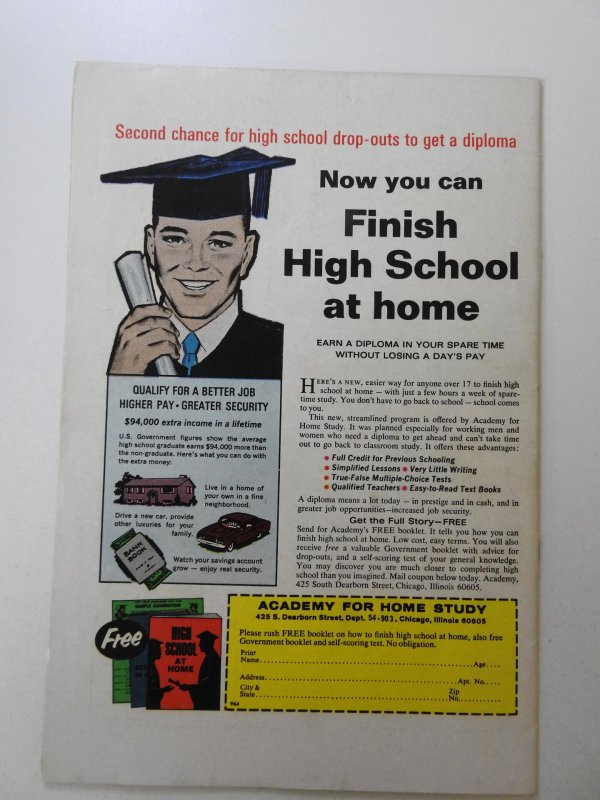 Second chance for high school drop-outs to get a diploma
Now you can
Finish
High School
at home
EARN A DIPLOMA IN YOUR SPARE TIME
WITHOUT LOSING A DAY'S PAY
HERE'S A NEW, easier way for anyone over 17 to finish high
school at home — with just a few hours a week of spare-
time study. You don't have to go back to school — school comes
to you.
This new, streamlined program is offered by Academy for
Home Study. It was planned especially for working men and
women who need a diploma to get ahead and can't take time
out to go back to classroom study. It offers these advantages:
• Full Credit for Previous Schooling
• Simplified Lessons • Very Little Writing
• True-False Multiple-Choice Tests
• Qualified Teachers • Easy-to-Read Text Books
A diploma means a lot today — in prestige and in cash, and in
greater job opportunities—increased job security.
Get the Full Story—FREE
Send for Academy's FREE booklet. It tells you how you can
finish high school at home. Low cost, easy terms. You will also
receive free a valuable Government booklet with advice for
drop-outs, and a self-scoring test of your general knowledge.
You may discover you are much closer to completing high
school than you imagined. Mail coupon below today. Academy,
425 South Dearborn Street, Chicago, Illinois 60605.
QUALIFY FOR A BETTER JOB
HIGHER PAY • GREATER SECURITY
$94,000 extra income in a lifetime
U.S. Government figures show the average
high school graduate earns $94,000 more than
the non-graduate. Here's what you can do with
the extra money:
Live in a home of
your own in a fine
neighborhood.
Drive a new car, provide
other luxuries for your
family.
BANK
BOOK
Watch your savings account
grow — enjoy real security.
Free
SAMPLE EXAMINATION
HIGH
SCHOOL
AT
HOME
ACADEMY FOR HOME STUDY
425 S. Dearborn Street, Dept. 54-903, Chicago, Illinois 60605
Please rush FREE booklet on how to finish high school at home, also free
Government booklet and self-scoring test. No obligation.
Print
Name Age
Address Apt. No.
City & Zip
State No.
964